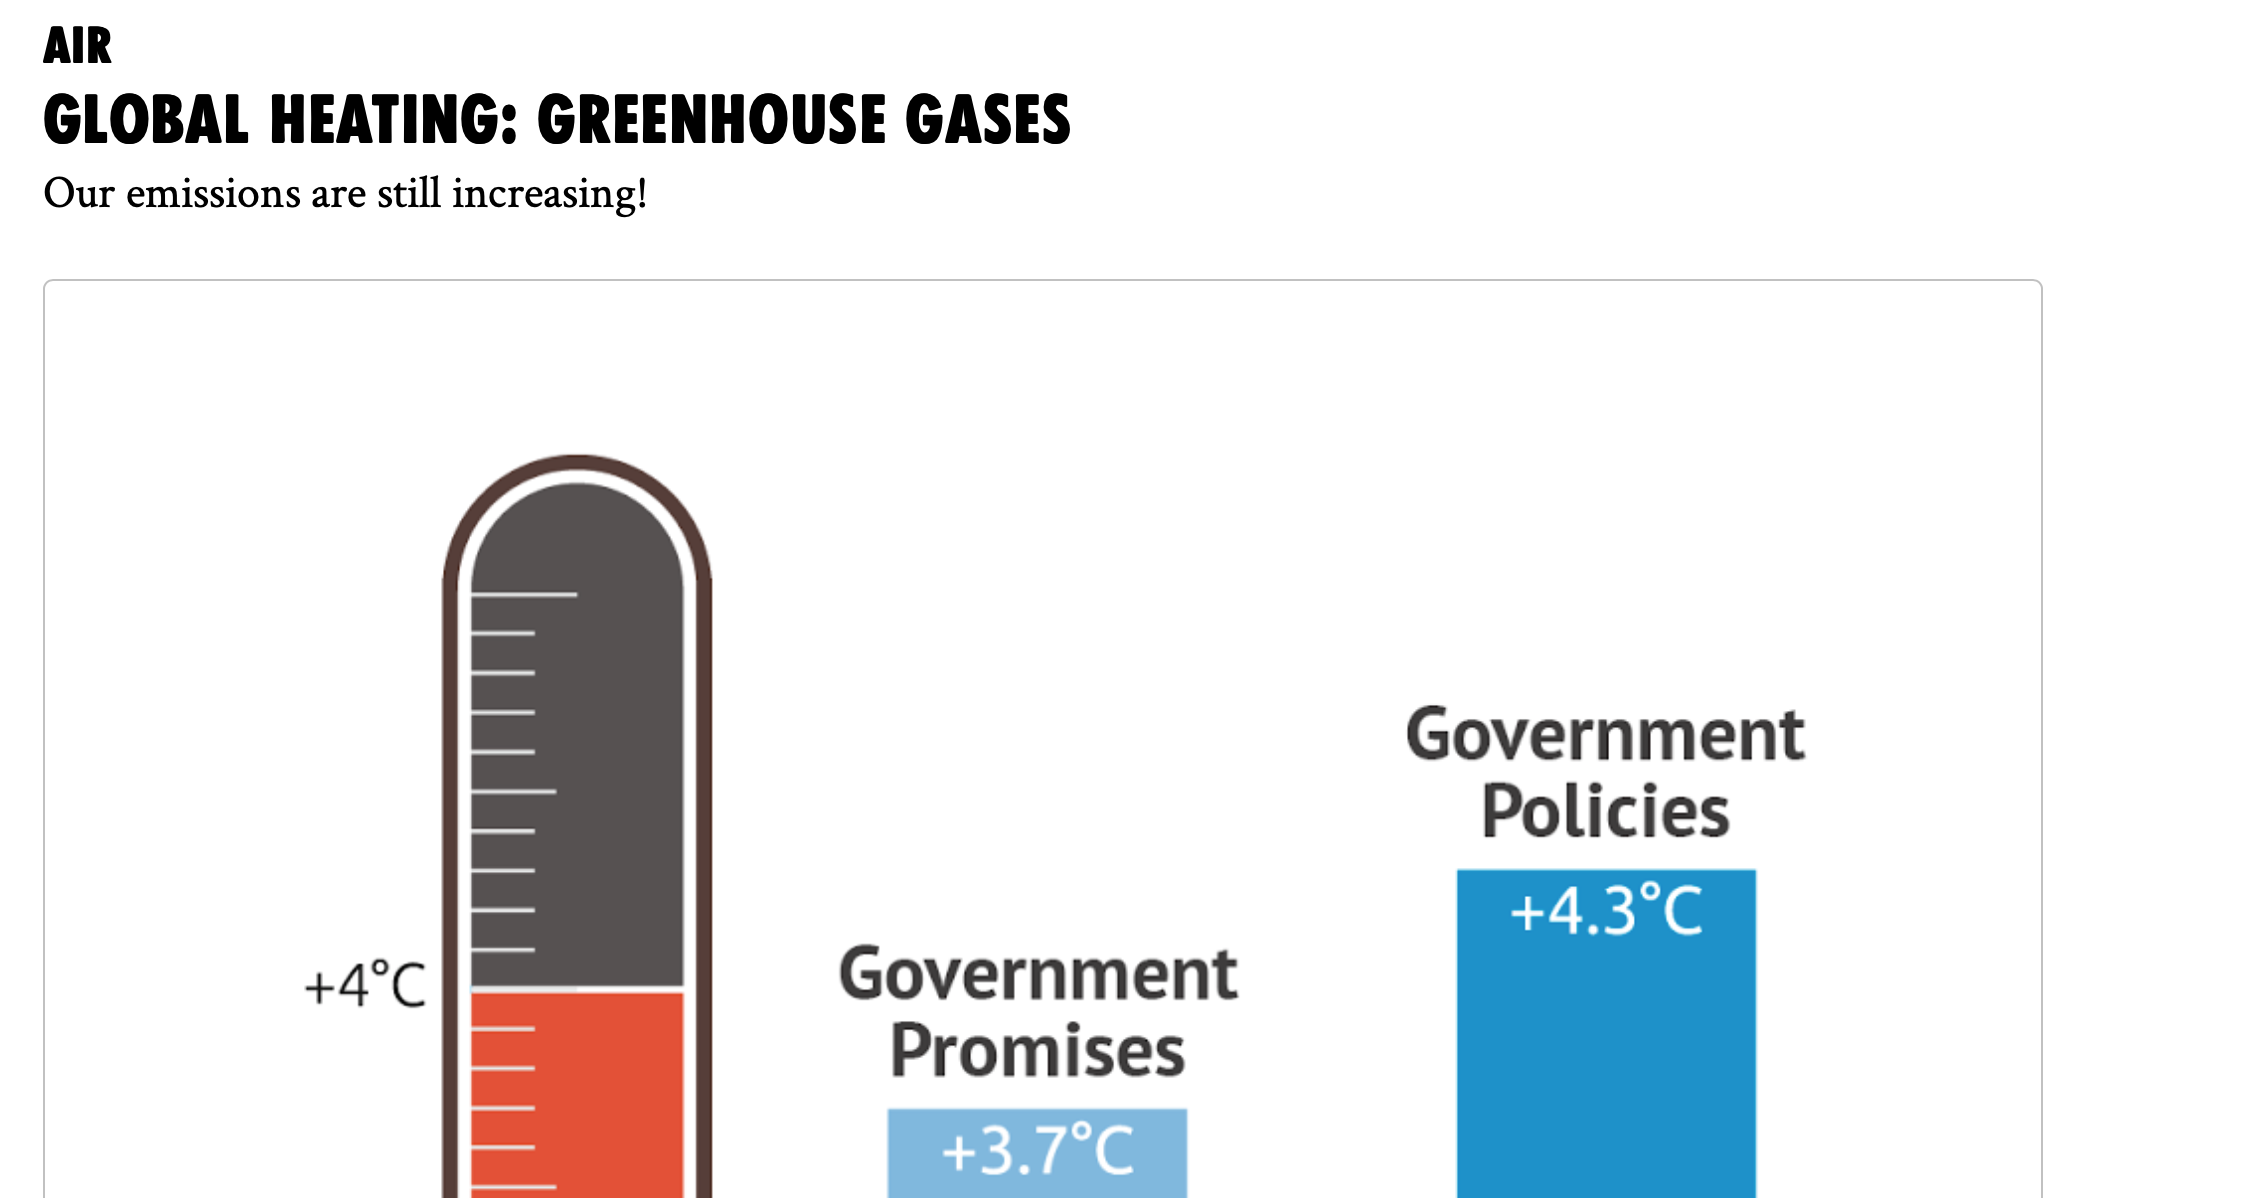 AIR
GLOBAL HEATING: GREENHOUSE GASES
Our emissions are still increasing!
Government
Policies
+4.3°C
+4°C
Government
Promises
+3.7°C